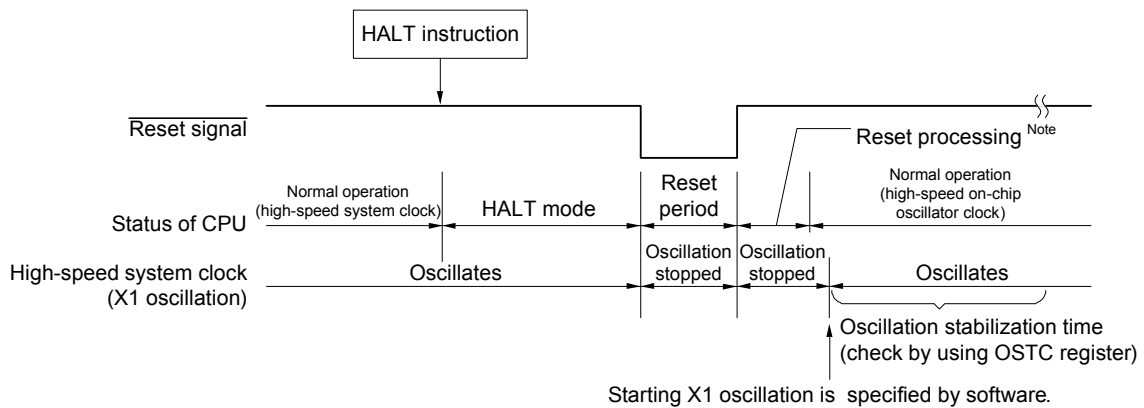 HALT instruction
Reset signal
Reset processing Note
Status of CPU
Normal operation
(high-speed system clock)
HALT mode
Reset
period
Normal operation
(high-speed on-chip
oscillator clock)
High-speed system clock
(X1 oscillation)
Oscillates
Oscillation
stopped
Oscillation
stopped
Oscillates
Oscillation stabilization time
(check by using OSTC register)
Starting X1 oscillation is specified by software.